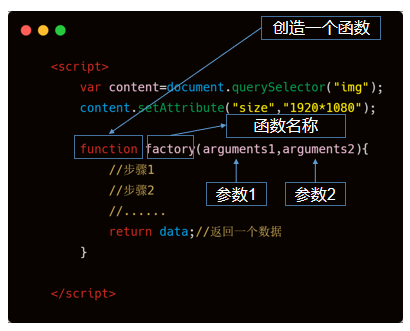 创造一个函数
<script>
var content=document.querySelector("img");
content.setAttribute("size","1920*1080");
函数名称
function factory(arguments1,arguments2){
//步骤1
//步骤2
参数1 参数2
//......
return data;//返回一个数据
}
</script>